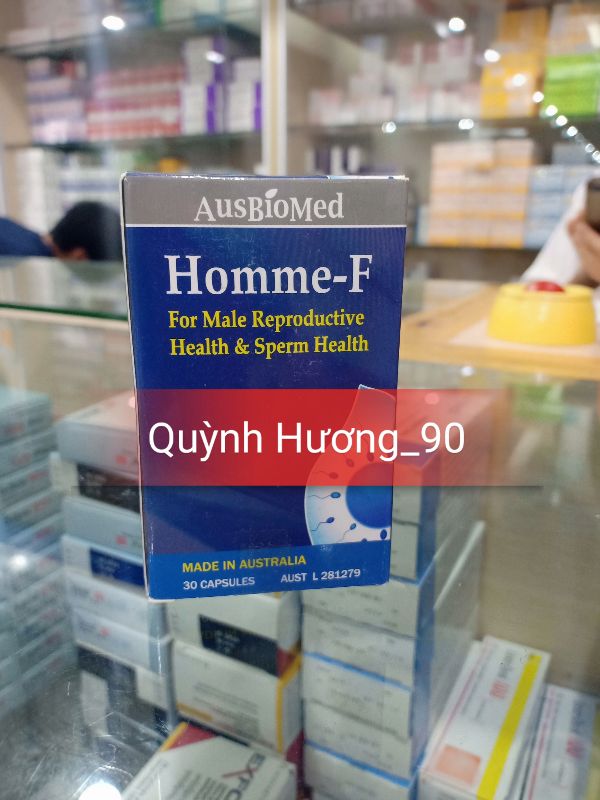 AusBioMed
Homme-F
For Male Reproductive
Health & Sperm Health
Quỳnh Hương_90
MADE IN AUSTRALIA
30 CAPSULES AUST L 281279